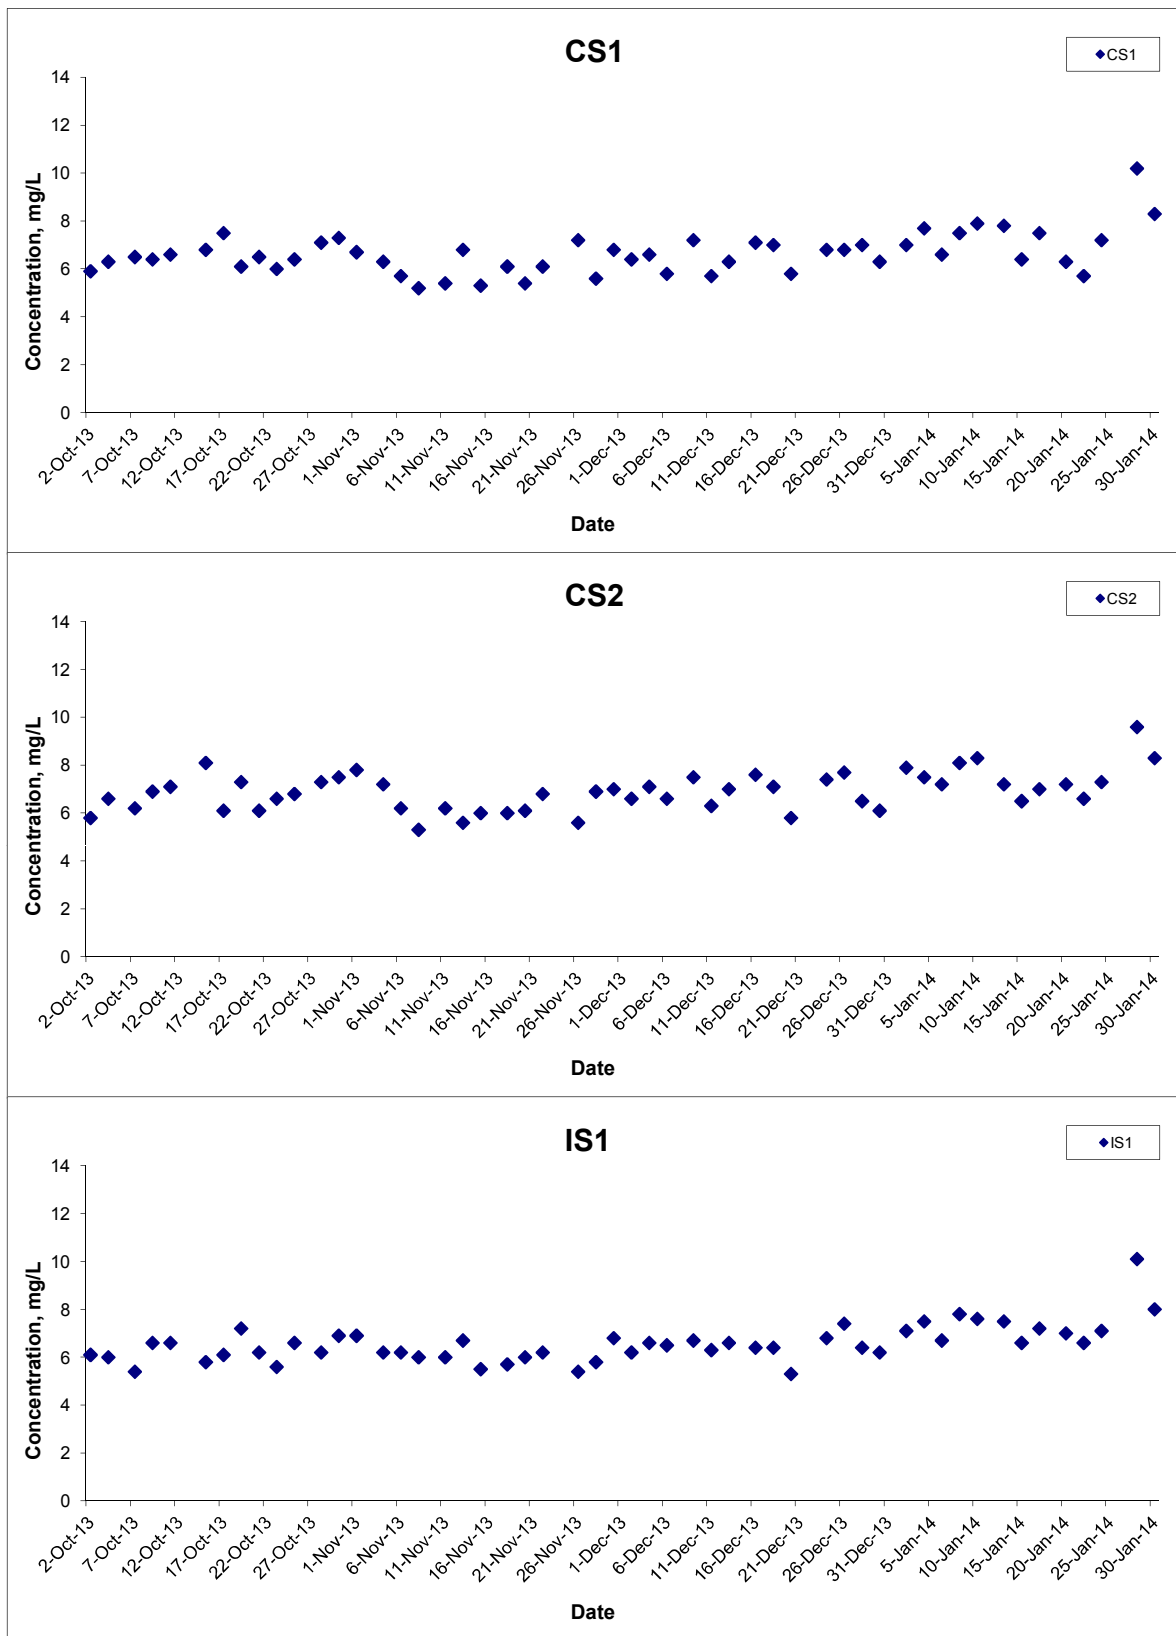 CS1
CS1
14
12
10
8
6
4
2
0
Concentration, mg/L
2-Oct-13
7-Oct-13
12-Oct-13
17-Oct-13
22-Oct-13
27-Oct-13
1-Nov-13
6-Nov-13
11-Nov-13
16-Nov-13
21-Nov-13
26-Nov-13
1-Dec-13
6-Dec-13
11-Dec-13
16-Dec-13
21-Dec-13
26-Dec-13
31-Dec-13
5-Jan-14
10-Jan-14
15-Jan-14
20-Jan-14
25-Jan-14
30-Jan-14
Date
CS2
CS2
14
12
10
8
6
4
2
0
Concentration, mg/L
2-Oct-13
7-Oct-13
12-Oct-13
17-Oct-13
22-Oct-13
27-Oct-13
1-Nov-13
6-Nov-13
11-Nov-13
16-Nov-13
21-Nov-13
26-Nov-13
1-Dec-13
6-Dec-13
11-Dec-13
16-Dec-13
21-Dec-13
26-Dec-13
31-Dec-13
5-Jan-14
10-Jan-14
15-Jan-14
20-Jan-14
25-Jan-14
30-Jan-14
Date
IS1
IS1
14
12
10
8
6
4
2
0
Concentration, mg/L
2-Oct-13
7-Oct-13
12-Oct-13
17-Oct-13
22-Oct-13
27-Oct-13
1-Nov-13
6-Nov-13
11-Nov-13
16-Nov-13
21-Nov-13
26-Nov-13
1-Dec-13
6-Dec-13
11-Dec-13
16-Dec-13
21-Dec-13
26-Dec-13
31-Dec-13
5-Jan-14
10-Jan-14
15-Jan-14
20-Jan-14
25-Jan-14
30-Jan-14
Date